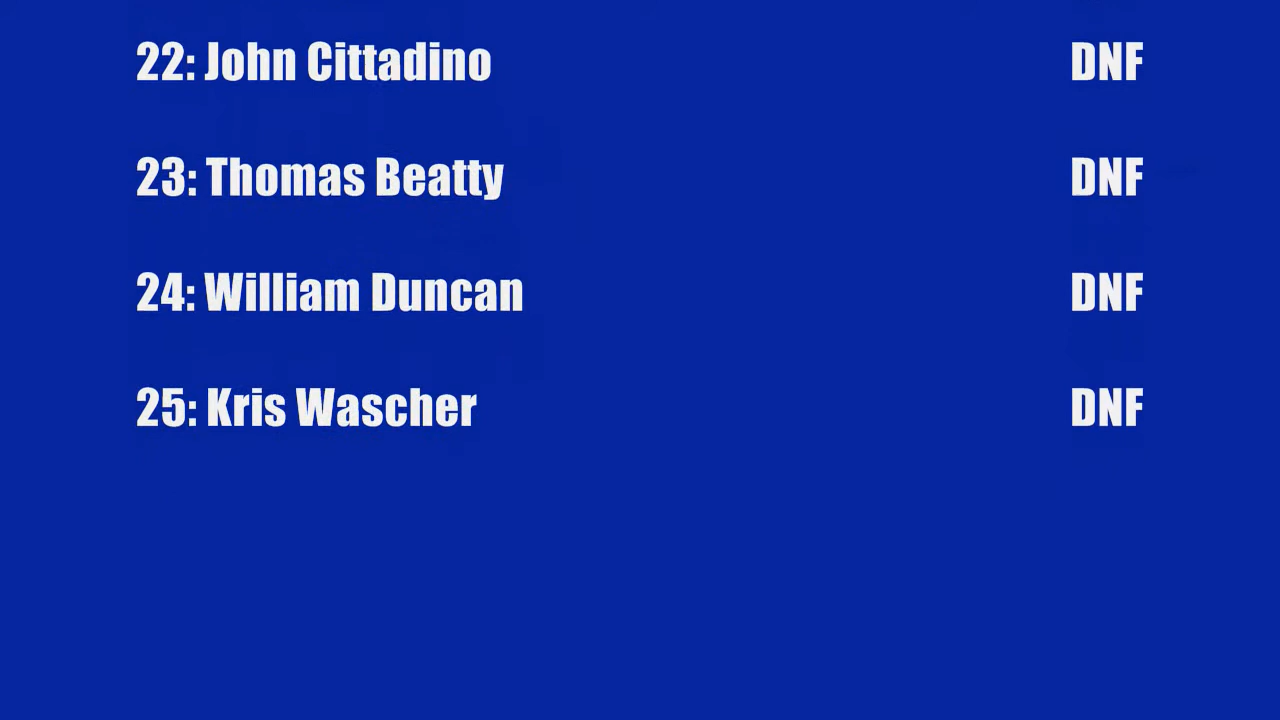 22: John Cittadino DNF
23: Thomas Beatty DNF
24: William Duncan DNF
25: Kris Wascher DNF